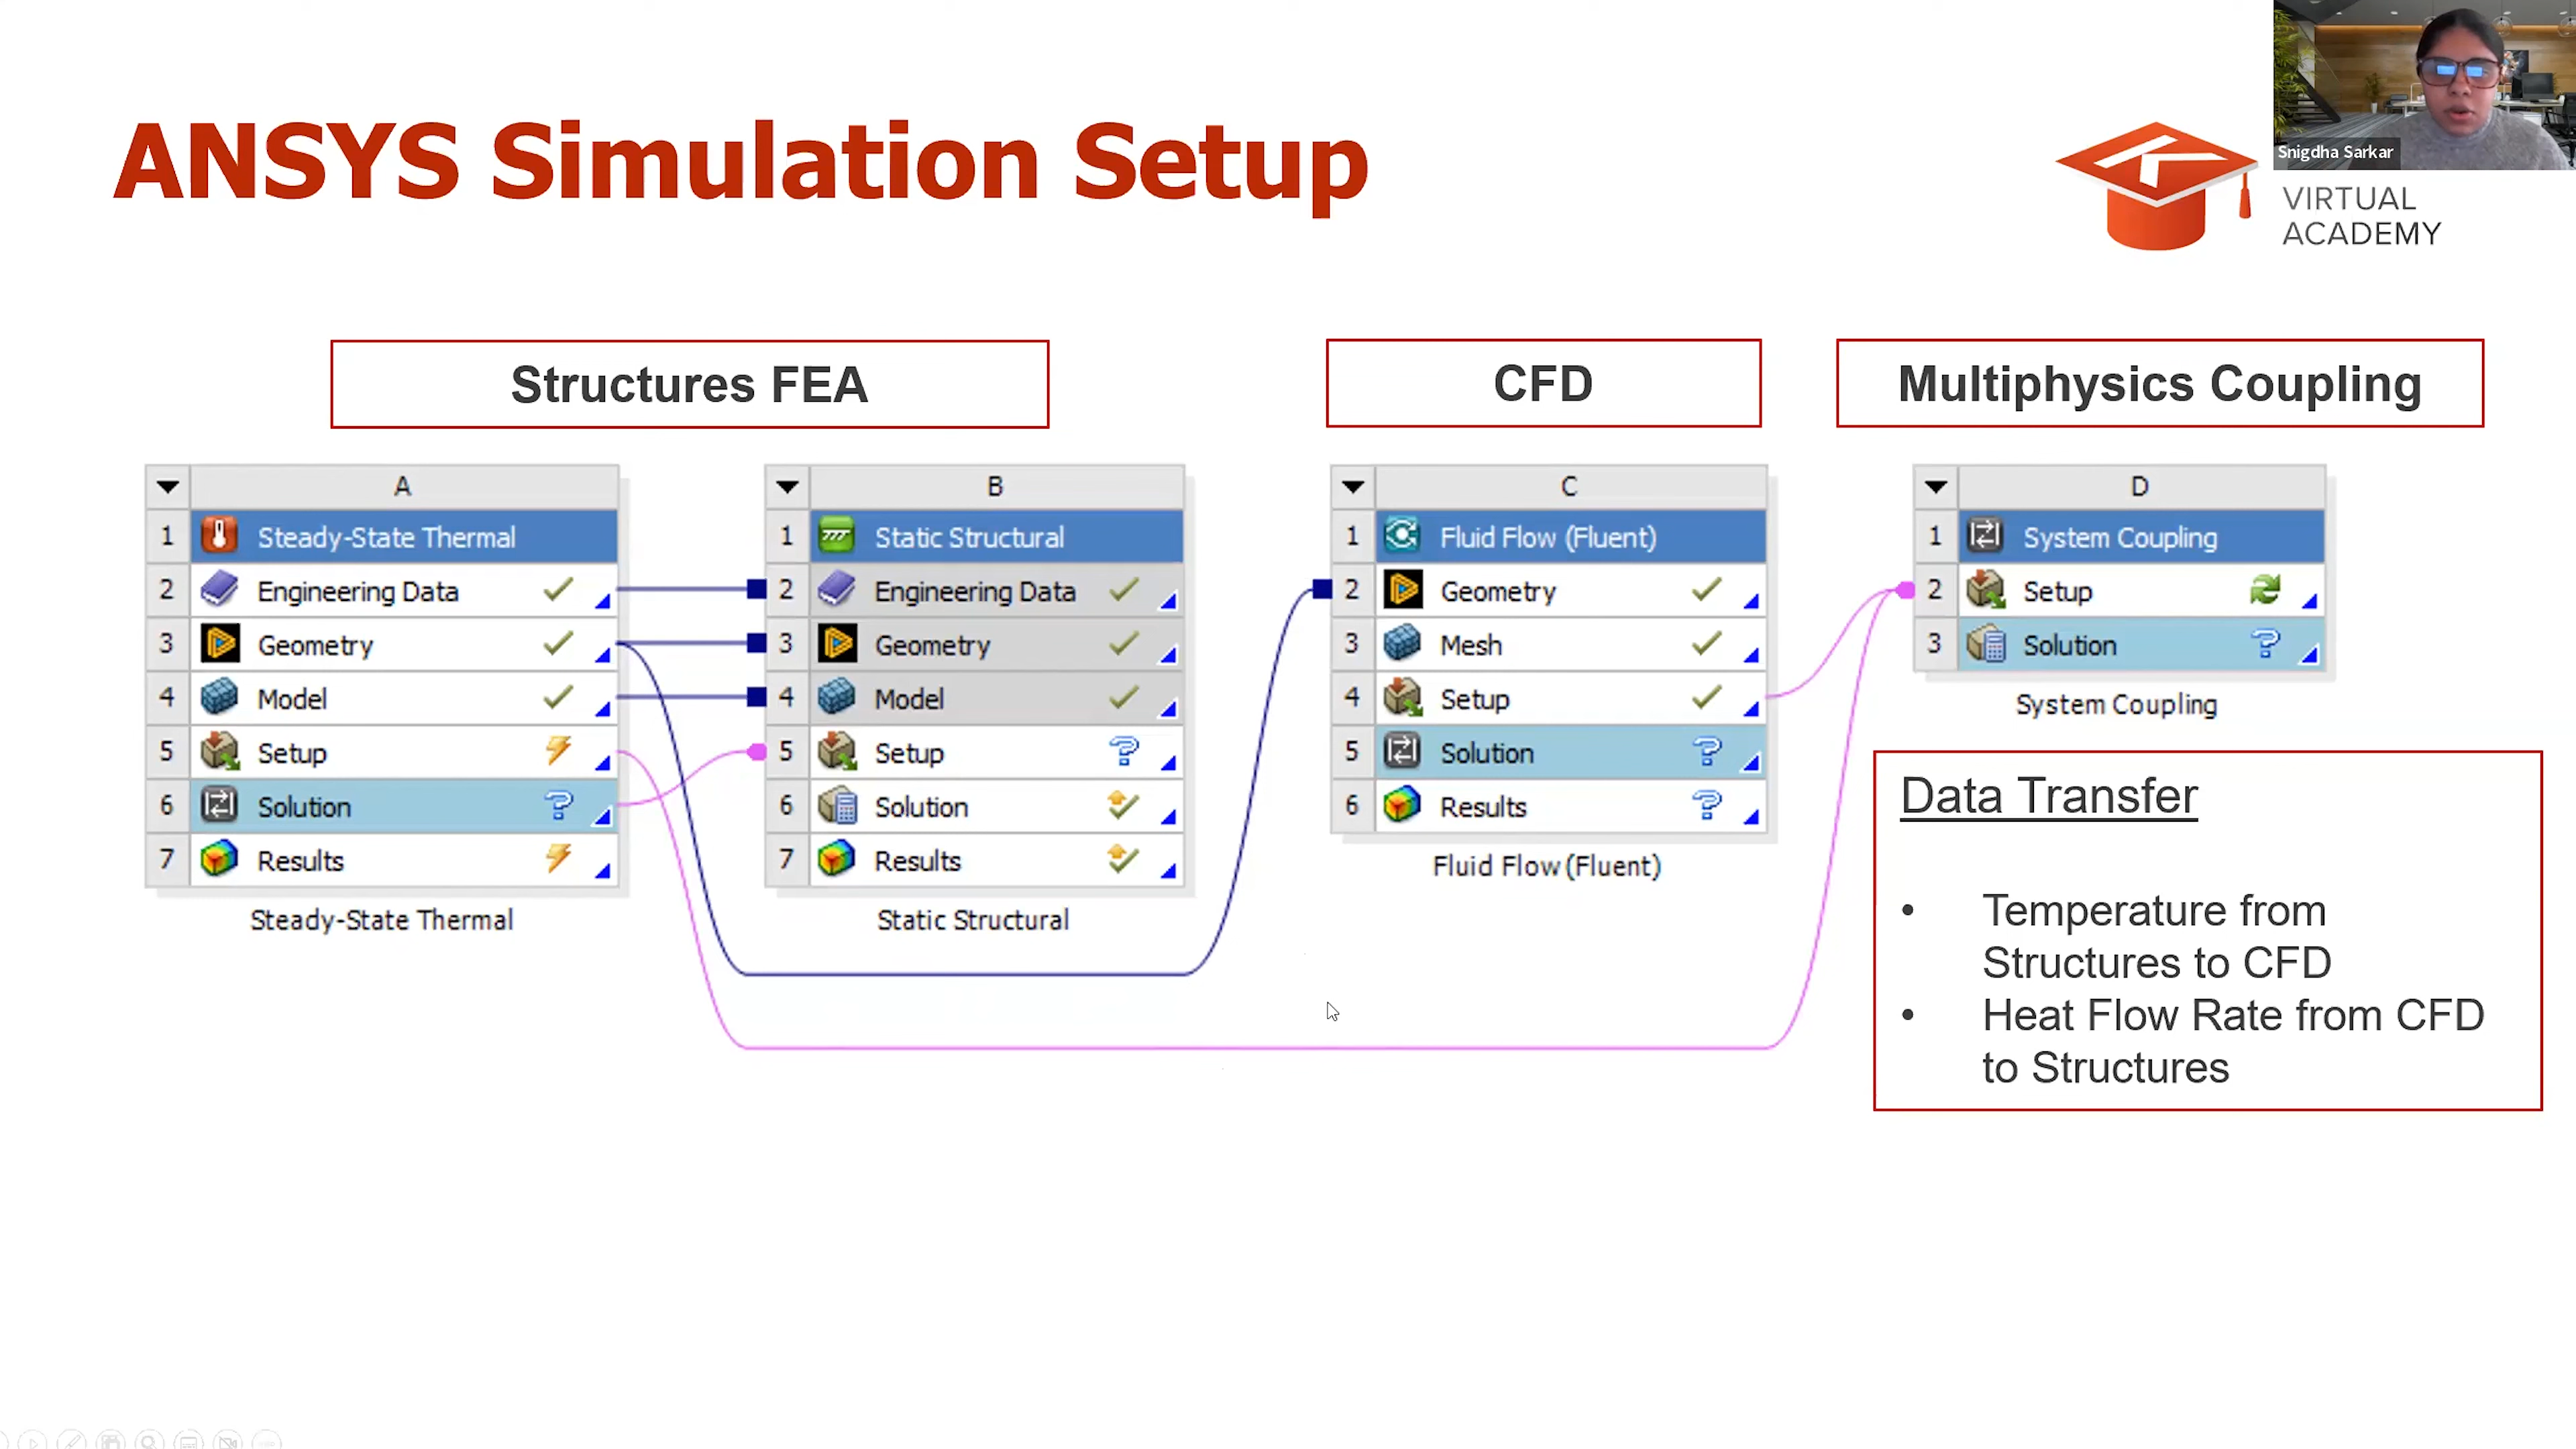 Snigdha Sarkar
ANSYS Simulation Setup
VIRTUAL
ACADEMY
Structures FEA
CFD
Multiphysics Coupling
A
1 Steady-State Thermal
2 Engineering Data
3 Geometry
4 Model
5 Setup
6 Solution
7 Results
Steady-State Thermal
B
1 Static Structural
2 Engineering Data
3 Geometry
4 Model
5 Setup
6 Solution
7 Results
Static Structural
C
1 Fluid Flow (Fluent)
2 Geometry
3 Mesh
4 Setup
5 Solution
6 Results
Fluid Flow (Fluent)
D
1 System Coupling
2 Setup
3 Solution
System Coupling
Data Transfer
• Temperature from
Structures to CFD
• Heat Flow Rate from CFD
to Structures